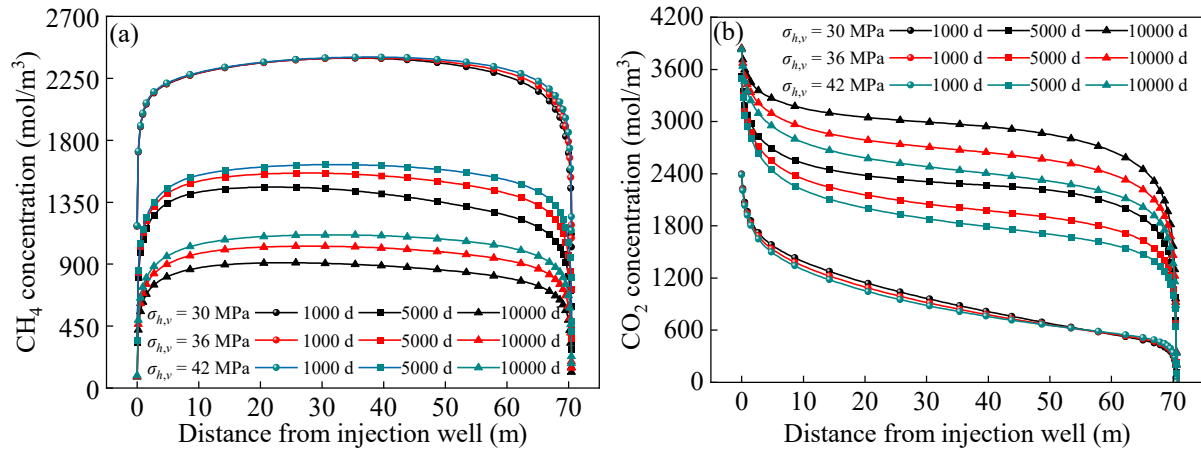 (a)
CH₄ concentration (mol/m³)
2700
2250
1800
1350
900
450
0
σh,v = 30 MPa 1000 d 5000 d 10000 d
σh,v = 36 MPa 1000 d 5000 d 10000 d
σh,v = 42 MPa 1000 d 5000 d 10000 d
0 10 20 30 40 50 60 70
Distance from injection well (m)
(b)
CO₂ concentration (mol/m³)
4200
3600
3000
2400
1800
1200
600
0
σh,v = 30 MPa 1000 d 5000 d 10000 d
σh,v = 36 MPa 1000 d 5000 d 10000 d
σh,v = 42 MPa 1000 d 5000 d 10000 d
0 10 20 30 40 50 60 70
Distance from injection well (m)